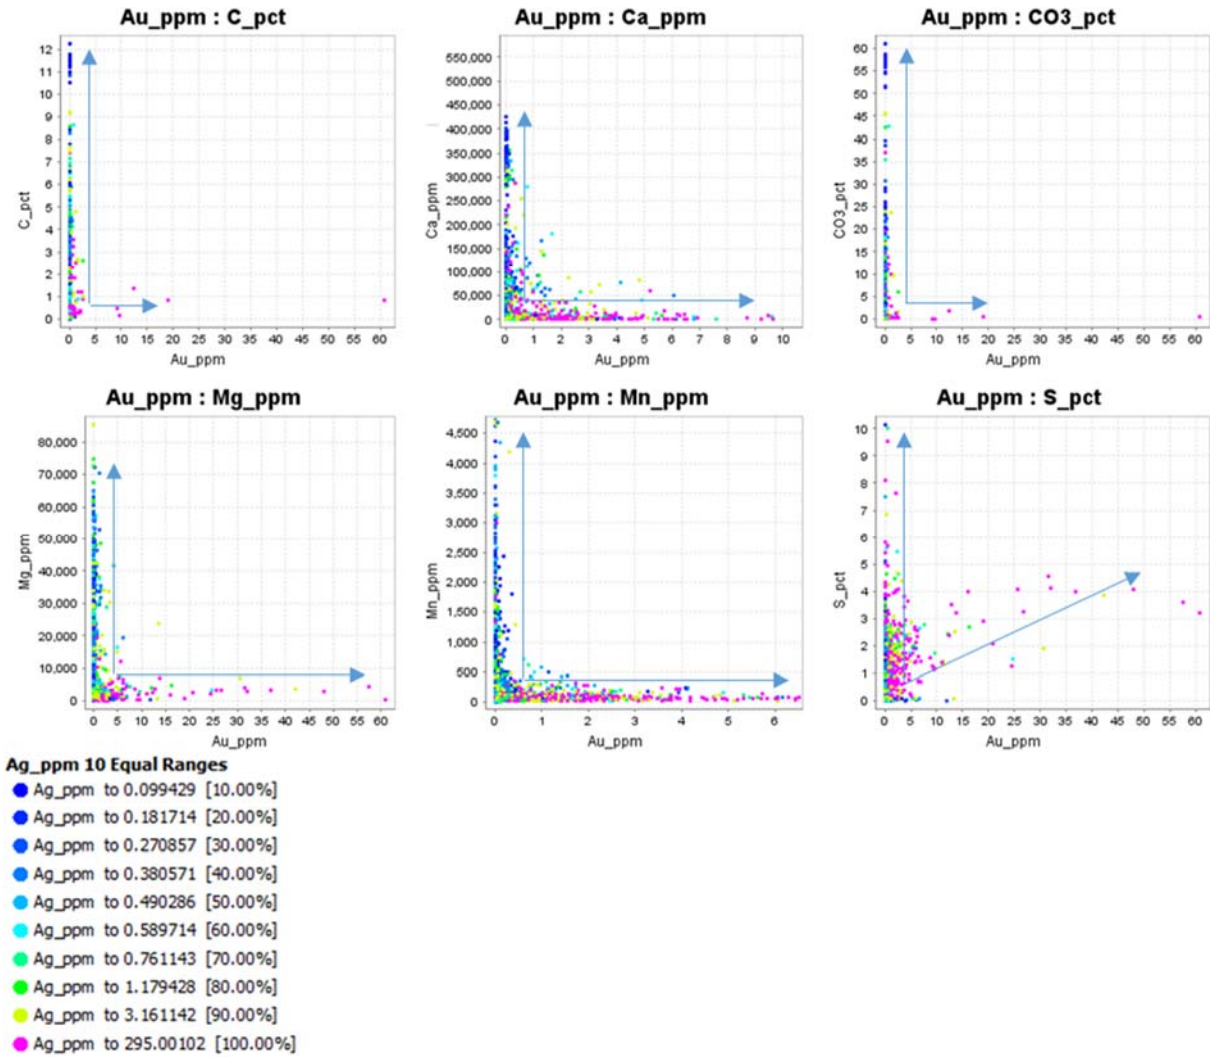 Au_ppm : C_pct
Au_ppm : Ca_ppm
Au_ppm : CO3_pct
C_pct
12
11
10
9
8
7
6
5
4
3
2
1
0
0 5 10 15 20 25 30 35 40 45 50 55 60
Au_ppm
Ca_ppm
550,000
500,000
450,000
400,000
350,000
300,000
250,000
200,000
150,000
100,000
50,000
0
0 1 2 3 4 5 6 7 8 9 10
Au_ppm
CO3_pct
60
55
50
45
40
35
30
25
20
15
10
5
0
0 5 10 15 20 25 30 35 40 45 50 55 60
Au_ppm
Au_ppm : Mg_ppm
Au_ppm : Mn_ppm
Au_ppm : S_pct
Mg_ppm
80,000
70,000
60,000
50,000
40,000
30,000
20,000
10,000
0
0 5 10 15 20 25 30 35 40 45 50 55 60
Au_ppm
Mn_ppm
4,500
4,000
3,500
3,000
2,500
2,000
1,500
1,000
500
0
0 1 2 3 4 5 6
Au_ppm
S_pct
10
9
8
7
6
5
4
3
2
1
0
0 5 10 15 20 25 30 35 40 45 50 55 60
Au_ppm
Ag_ppm 10 Equal Ranges
Ag_ppm to 0.099429 [10.00%]
Ag_ppm to 0.181714 [20.00%]
Ag_ppm to 0.270857 [30.00%]
Ag_ppm to 0.380571 [40.00%]
Ag_ppm to 0.490286 [50.00%]
Ag_ppm to 0.589714 [60.00%]
Ag_ppm to 0.761143 [70.00%]
Ag_ppm to 1.179428 [80.00%]
Ag_ppm to 3.161142 [90.00%]
Ag_ppm to 295.00102 [100.00%]